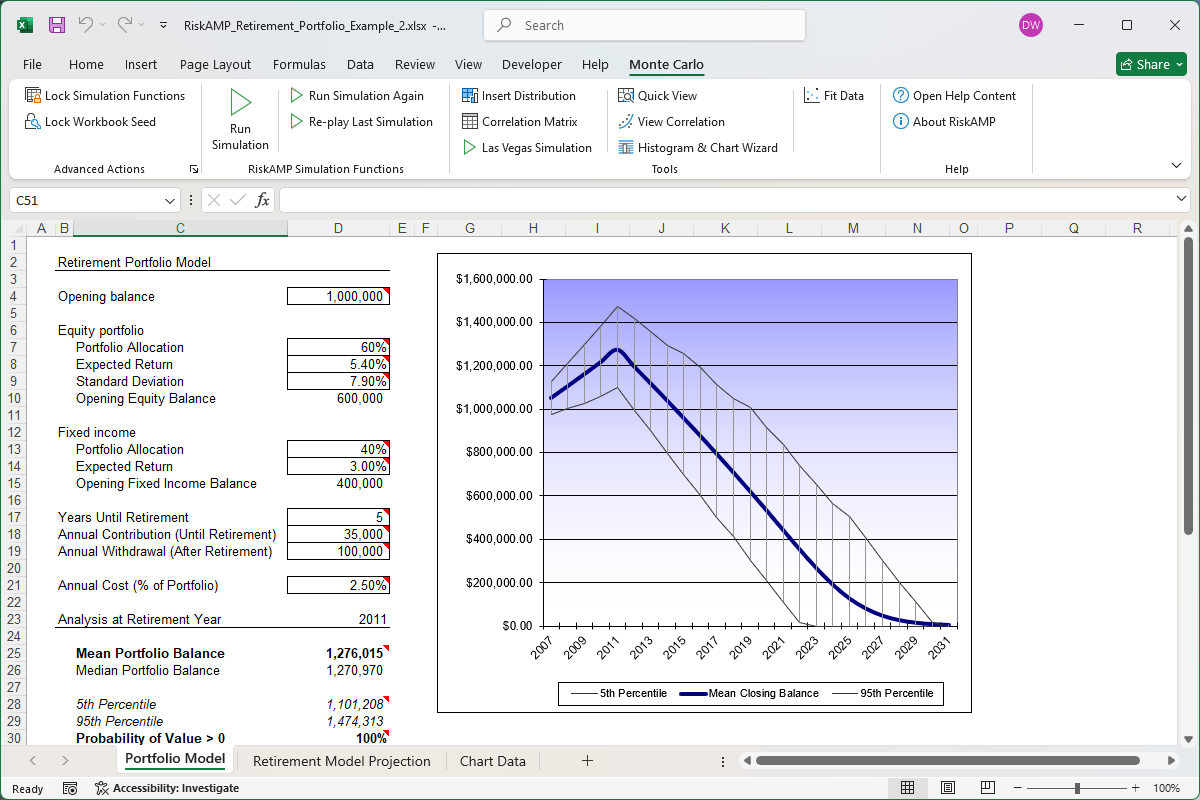 RiskAMP_Retirement_Portfolio_Example_2.xlsx -...
Search
DW
File Home Insert Page Layout Formulas Data Review View Developer Help Monte Carlo
Share
Lock Simulation Functions
Lock Workbook Seed
Advanced Actions
Run
Simulation
Run Simulation Again
Re-play Last Simulation
RiskAMP Simulation Functions
Insert Distribution
Correlation Matrix
Las Vegas Simulation
Quick View
View Correlation
Histogram & Chart Wizard
Fit Data
Tools
Open Help Content
About RiskAMP
Help
C51
fx
A B C D E F G H I J K L M N O P Q R
1
2 Retirement Portfolio Model
3
4 Opening balance 1,000,000
5
6 Equity portfolio
7 Portfolio Allocation 60%
8 Expected Return 5.40%
9 Standard Deviation 7.90%
10 Opening Equity Balance 600,000
11
12 Fixed income
13 Portfolio Allocation 40%
14 Expected Return 3.00%
15 Opening Fixed Income Balance 400,000
16
17 Years Until Retirement 5
18 Annual Contribution (Until Retirement) 35,000
19 Annual Withdrawal (After Retirement) 100,000
20
21 Annual Cost (% of Portfolio) 2.50%
22
23 Analysis at Retirement Year 2011
24
25 Mean Portfolio Balance 1,276,015
26 Median Portfolio Balance 1,270,970
27
28 5th Percentile 1,101,208
29 95th Percentile 1,474,313
30 Probability of Value > 0 100%
$1,600,000.00
$1,400,000.00
$1,200,000.00
$1,000,000.00
$800,000.00
$600,000.00
$400,000.00
$200,000.00
$0.00
2007 2009 2011 2013 2015 2017 2019 2021 2023 2025 2027 2029 2031
5th Percentile Mean Closing Balance 95th Percentile
Portfolio Model Retirement Model Projection Chart Data
Ready Accessibility: Investigate 100%